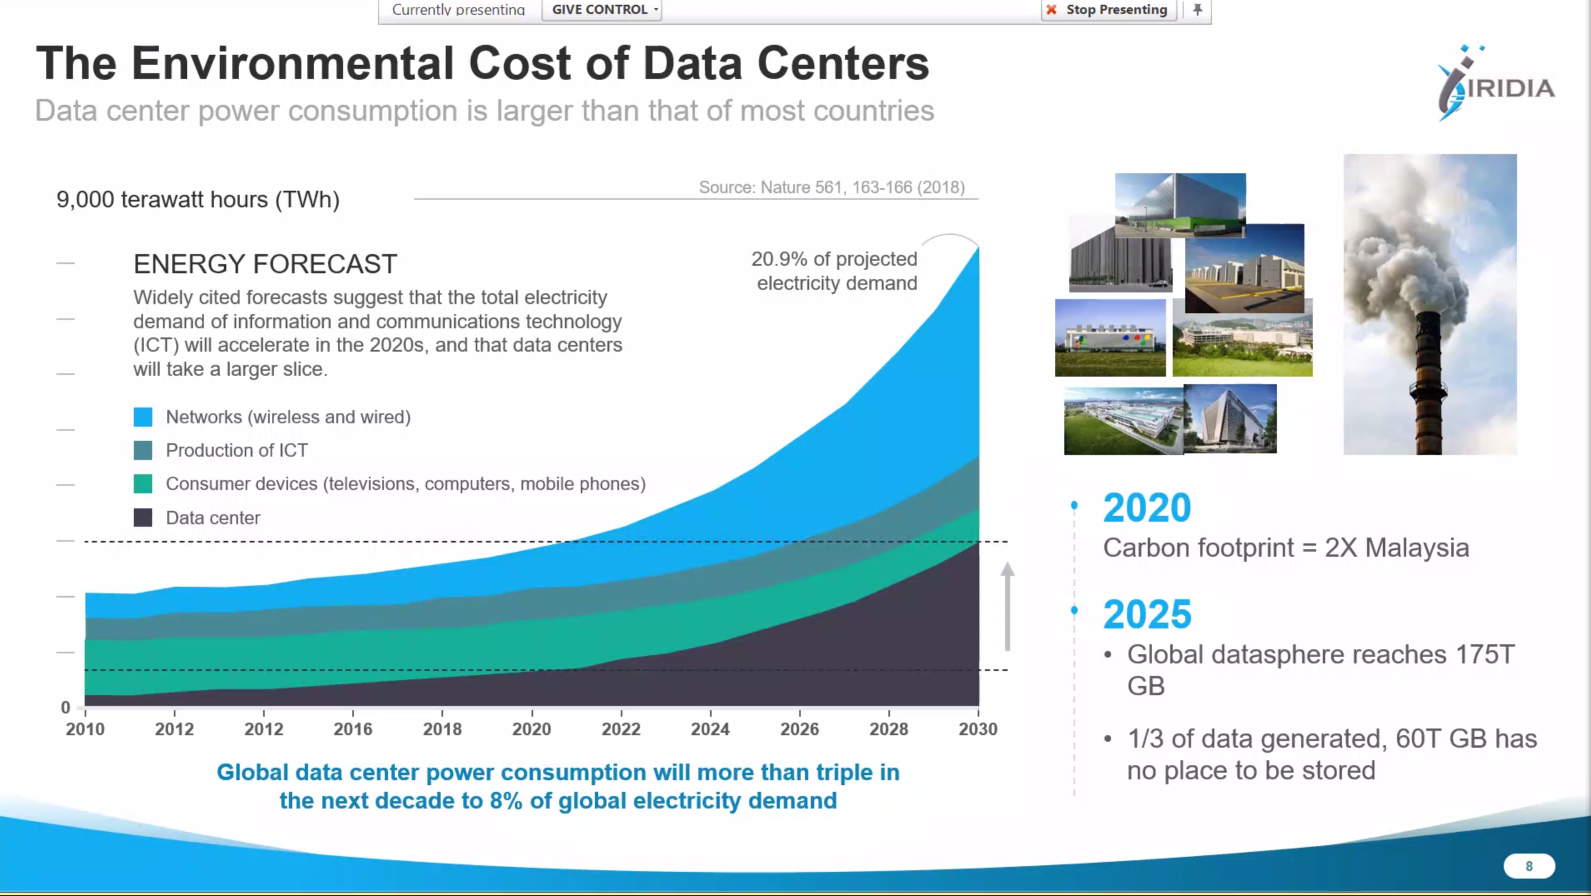 Currently presenting
GIVE CONTROL
Stop Presenting
The Environmental Cost of Data Centers
Data center power consumption is larger than that of most countries
IRIDIA
9,000 terawatt hours (TWh)
Source: Nature 561, 163-166 (2018)
ENERGY FORECAST
Widely cited forecasts suggest that the total electricity
demand of information and communications technology
(ICT) will accelerate in the 2020s, and that data centers
will take a larger slice.
20.9% of projected
electricity demand
Networks (wireless and wired)
Production of ICT
Consumer devices (televisions, computers, mobile phones)
Data center
0
2010 2012 2012 2016 2018 2020 2022 2024 2026 2028 2030
Global data center power consumption will more than triple in
the next decade to 8% of global electricity demand
2020
Carbon footprint = 2X Malaysia
2025
• Global datasphere reaches 175T
GB
• 1/3 of data generated, 60T GB has
no place to be stored
8